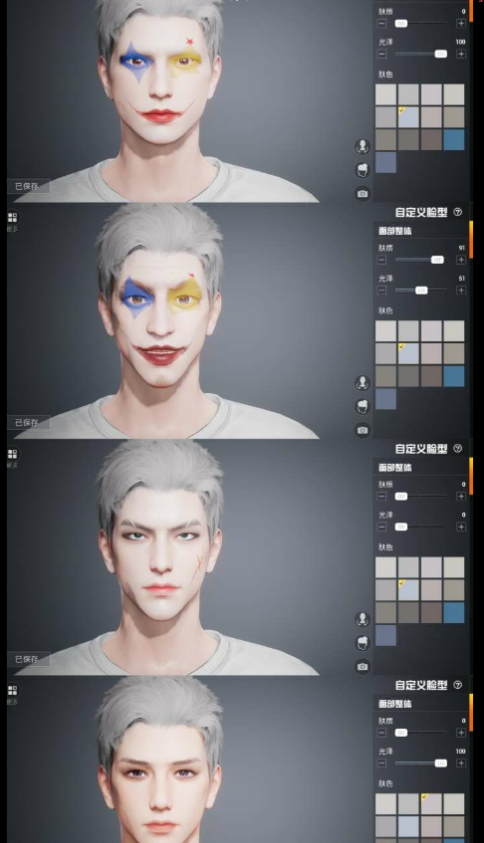 肤质 0
光泽 100
肤色
已保存
自定义脸型 ?
更多
面部整体
肤质 91
光泽 51
肤色
已保存
自定义脸型 ?
面部整体
肤质 0
光泽 0
肤色
已保存
自定义脸型 ?
面部整体
肤质 0
光泽 100
肤色